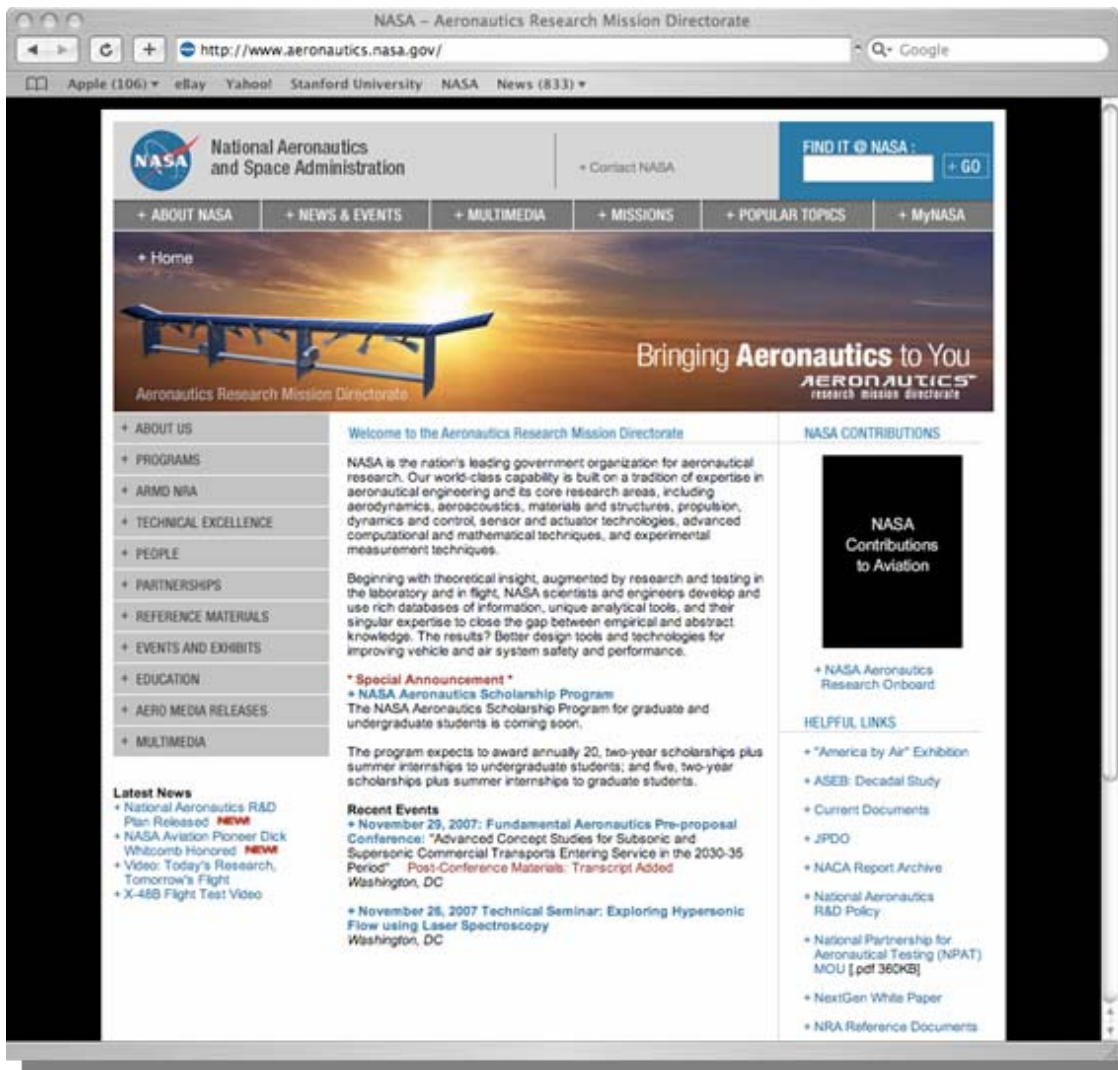 NASA – Aeronautics Research Mission Directorate
http://www.aeronautics.nasa.gov/
Google
Apple (106) eBay Yahoo! Stanford University NASA News (833)
NASA
National Aeronautics
and Space Administration
+ Contact NASA
FIND IT @ NASA :
+ GO
+ ABOUT NASA + NEWS & EVENTS + MULTIMEDIA + MISSIONS + POPULAR TOPICS + MyNASA
+ Home
Bringing Aeronautics to You
AERONAUTICS
research mission directorate
Aeronautics Research Mission Directorate
+ ABOUT US
+ PROGRAMS
+ ARMD NRA
+ TECHNICAL EXCELLENCE
+ PEOPLE
+ PARTNERSHIPS
+ REFERENCE MATERIALS
+ EVENTS AND EXHIBITS
+ EDUCATION
+ AERO MEDIA RELEASES
+ MULTIMEDIA
Latest News
+ National Aeronautics R&D
Plan Released NEW!
+ NASA Aviation Pioneer Dick
Whitcomb Honored NEW!
+ Video: Today's Research,
Tomorrow's Flight
+ X-48B Flight Test Video
Welcome to the Aeronautics Research Mission Directorate
NASA is the nation's leading government organization for aeronautical
research. Our world-class capability is built on a tradition of expertise in
aeronautical engineering and its core research areas, including
aerodynamics, aeroacoustics, materials and structures, propulsion,
dynamics and control, sensor and actuator technologies, advanced
computational and mathematical techniques, and experimental
measurement techniques.
Beginning with theoretical insight, augmented by research and testing in
the laboratory and in flight, NASA scientists and engineers develop and
use rich databases of information, unique analytical tools, and their
singular expertise to close the gap between empirical and abstract
knowledge. The results? Better design tools and technologies for
improving vehicle and air system safety and performance.
* Special Announcement *
+ NASA Aeronautics Scholarship Program
The NASA Aeronautics Scholarship Program for graduate and
undergraduate students is coming soon.
The program expects to award annually 20, two-year scholarships plus
summer internships to undergraduate students; and five, two-year
scholarships plus summer internships to graduate students.
Recent Events
+ November 29, 2007: Fundamental Aeronautics Pre-proposal
Conference: "Advanced Concept Studies for Subsonic and
Supersonic Commercial Transports Entering Service in the 2030-35
Period" Post-Conference Materials: Transcript Added
Washington, DC
+ November 26, 2007 Technical Seminar: Exploring Hypersonic
Flow using Laser Spectroscopy
Washington, DC
NASA CONTRIBUTIONS
NASA
Contributions
to Aviation
+ NASA Aeronautics
Research Onboard
HELPFUL LINKS
+ "America by Air" Exhibition
+ ASEB: Decadal Study
+ Current Documents
+ JPDO
+ NACA Report Archive
+ National Aeronautics
R&D Policy
+ National Partnership for
Aeronautical Testing (NPAT)
MOU [.pdf 360KB]
+ NextGen White Paper
+ NRA Reference Documents